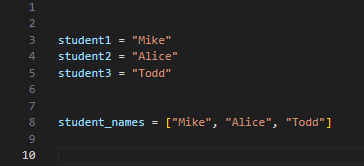 1
2
3 student1 = "Mike"
4 student2 = "Alice"
5 student3 = "Todd"
6
7
8 student_names = ["Mike", "Alice", "Todd"]
9
10